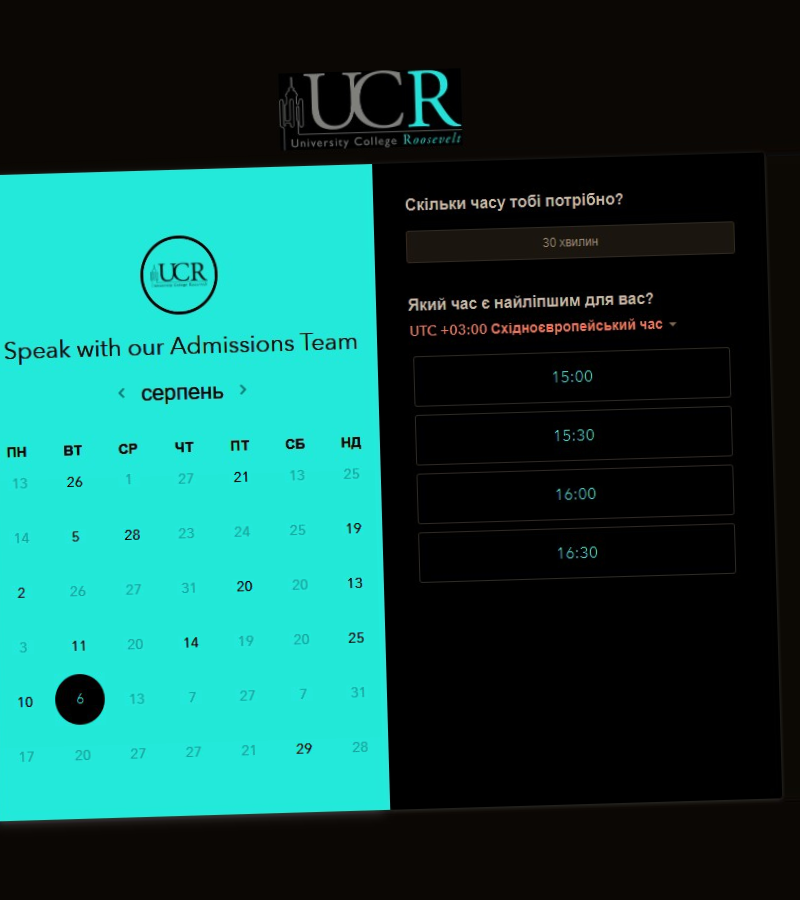 UCR
University College Roosevelt
UCR
University College Roosevelt
Speak with our Admissions Team
серпень
ПН ВТ СР ЧТ ПТ СБ НД
13 26 1 27 21 13 25
14 5 28 23 24 25 19
2 26 27 31 20 20 13
3 11 20 14 19 20 25
10 6 13 7 27 7 31
17 20 27 27 21 29 28
Скільки часу тобі потрібно?
30 хвилин
Який час є найліпшим для вас?
UTC +03:00 Східноєвропейський час
15:00
15:30
16:00
16:30